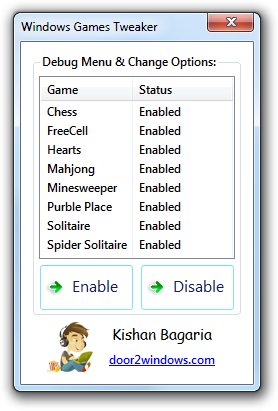 Windows Games Tweaker
Debug Menu & Change Options:
Game Status
Chess Enabled
FreeCell Enabled
Hearts Enabled
Mahjong Enabled
Minesweeper Enabled
Purble Place Enabled
Solitaire Enabled
Spider Solitaire Enabled
Enable Disable
Kishan Bagaria
door2windows.com